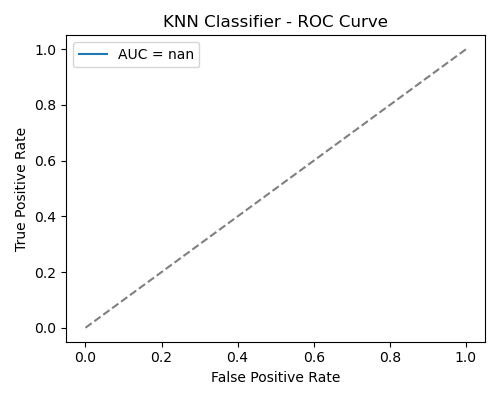 KNN Classifier - ROC Curve
AUC = nan
True Positive Rate
1.0
0.8
0.6
0.4
0.2
0.0
0.0 0.2 0.4 0.6 0.8 1.0
False Positive Rate